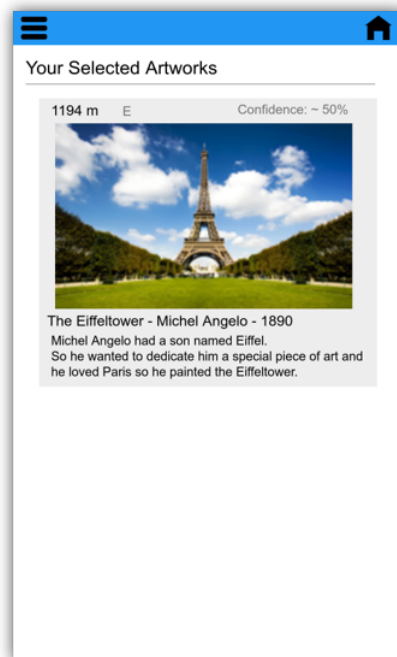 Your Selected Artworks
1194 m E Confidence: ~ 50%
The Eiffeltower - Michel Angelo - 1890
Michel Angelo had a son named Eiffel.
So he wanted to dedicate him a special piece of art and
he loved Paris so he painted the Eiffeltower.